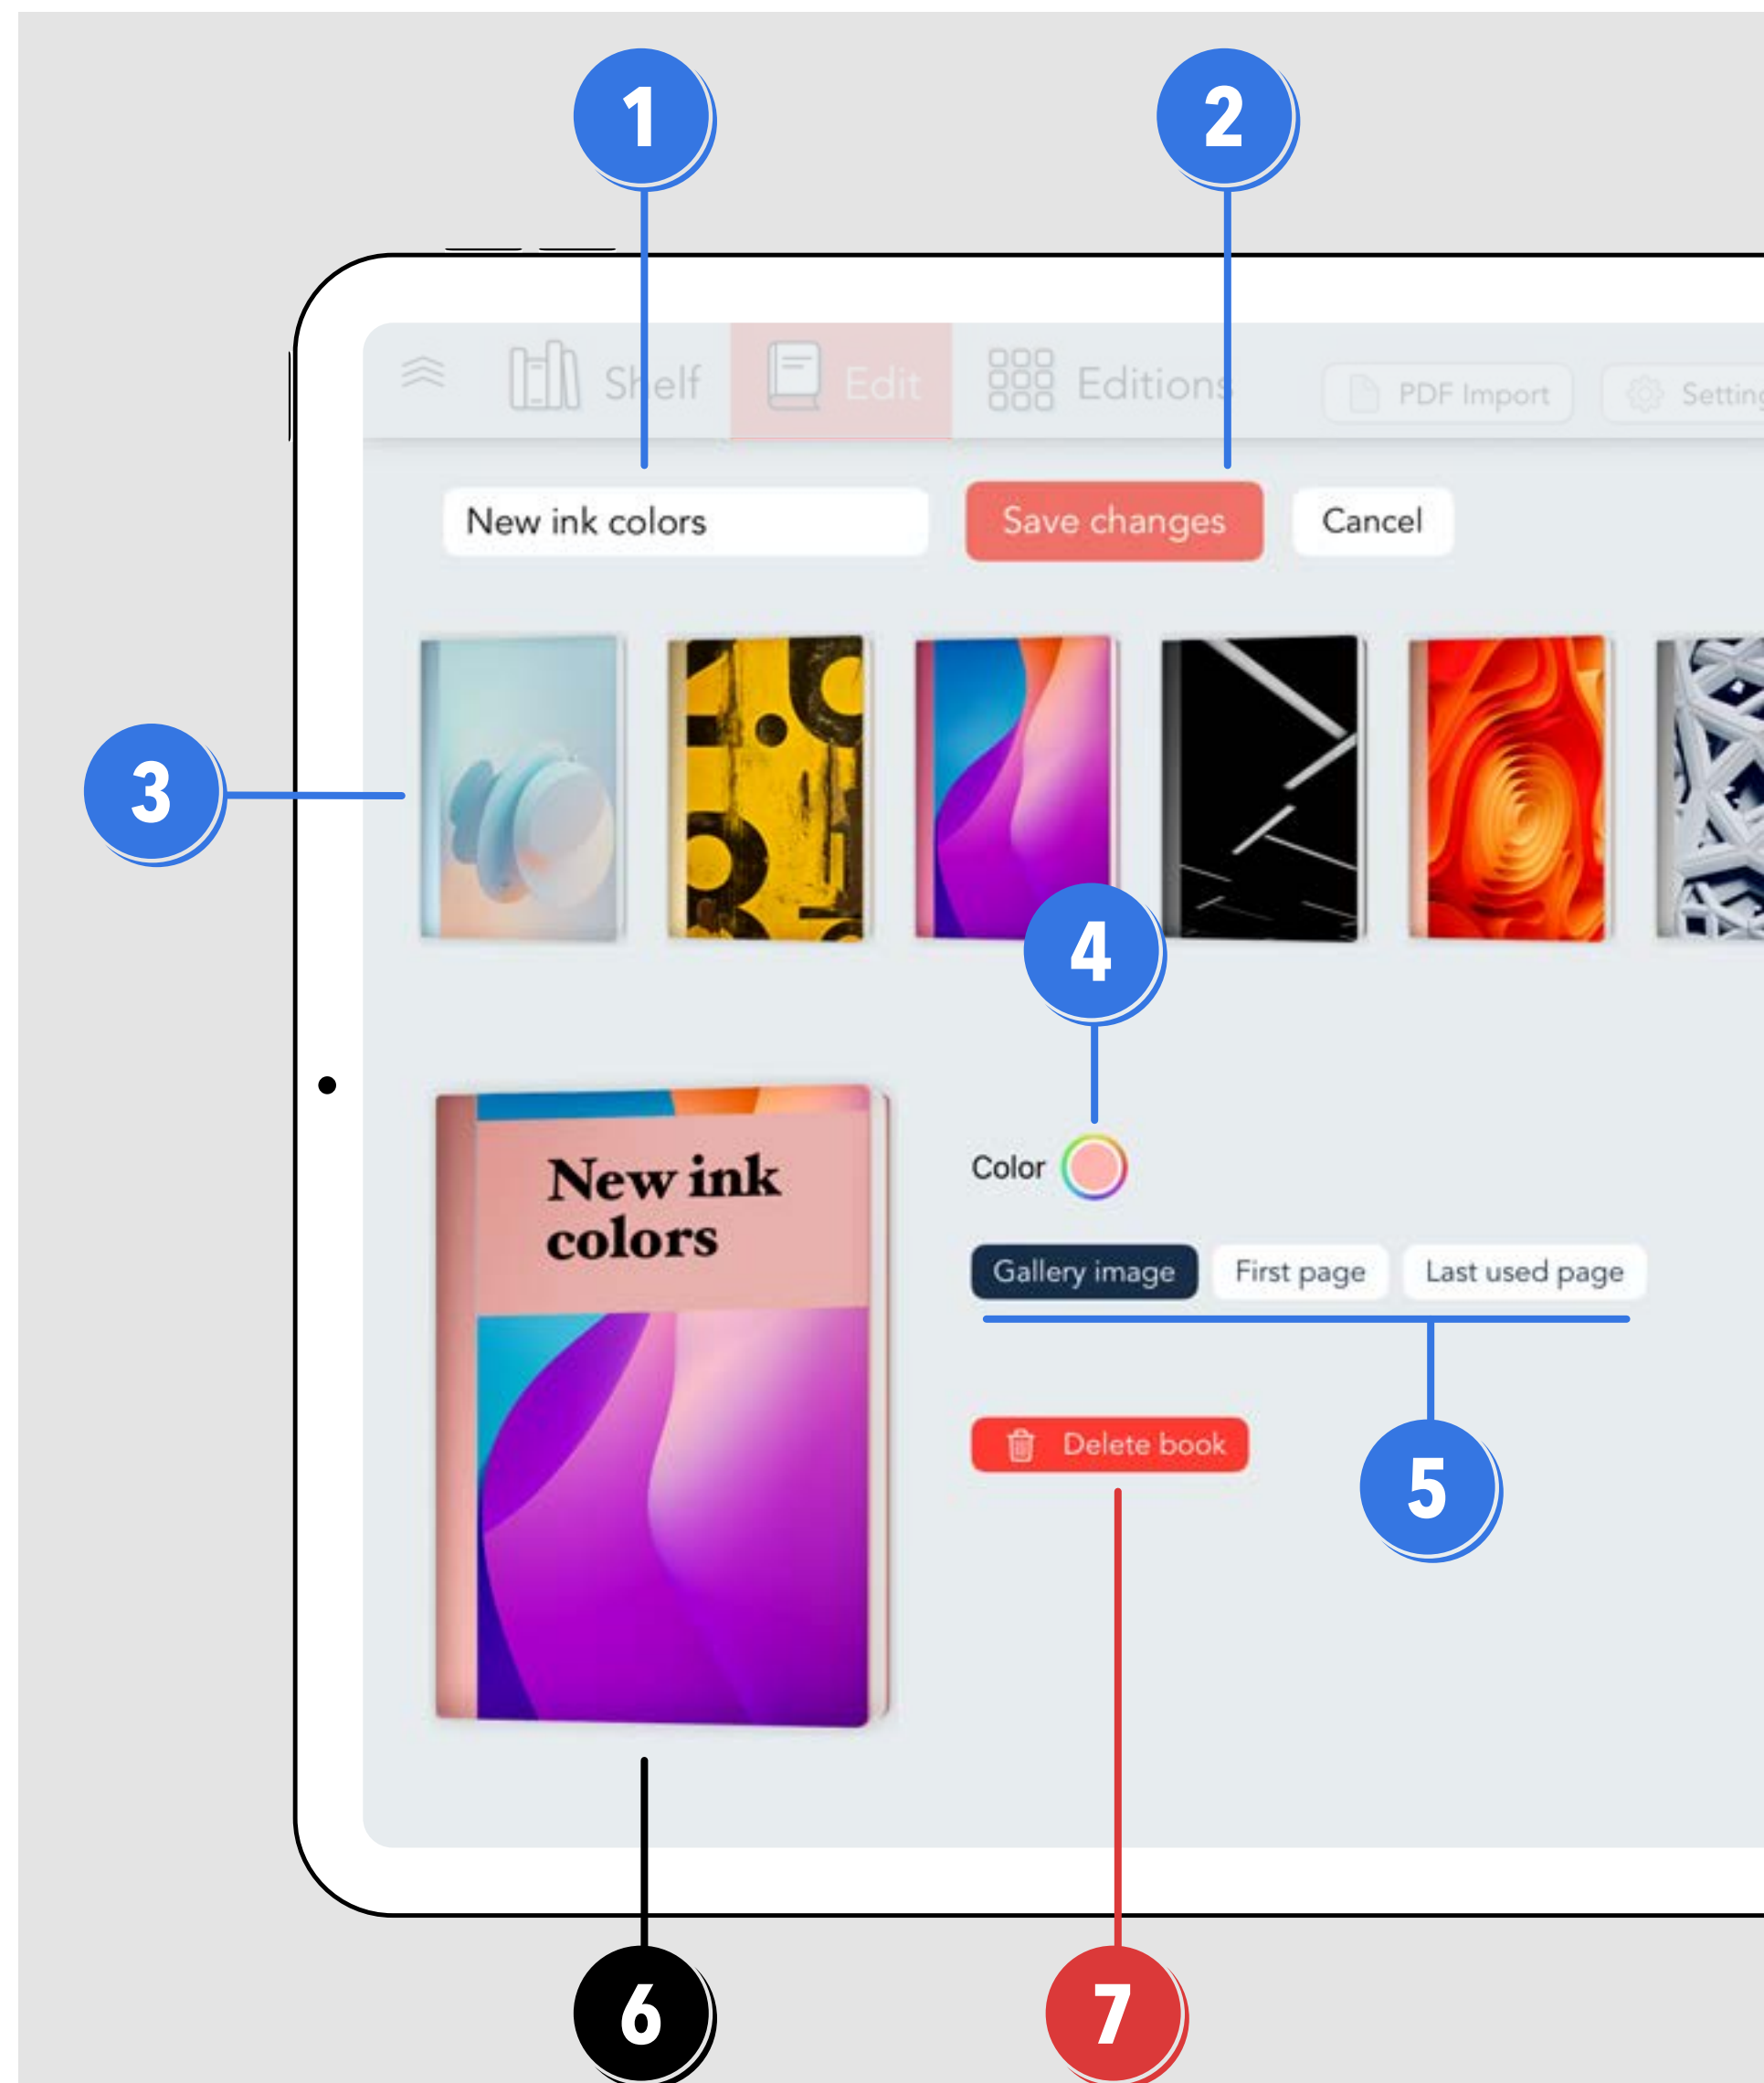 1
2
Shelf
Edit
Editions
PDF Import
New ink colors
Save changes
Cancel
3
4
New ink
colors
Color
Gallery image
First page
Last used page
Delete book
5
6
7